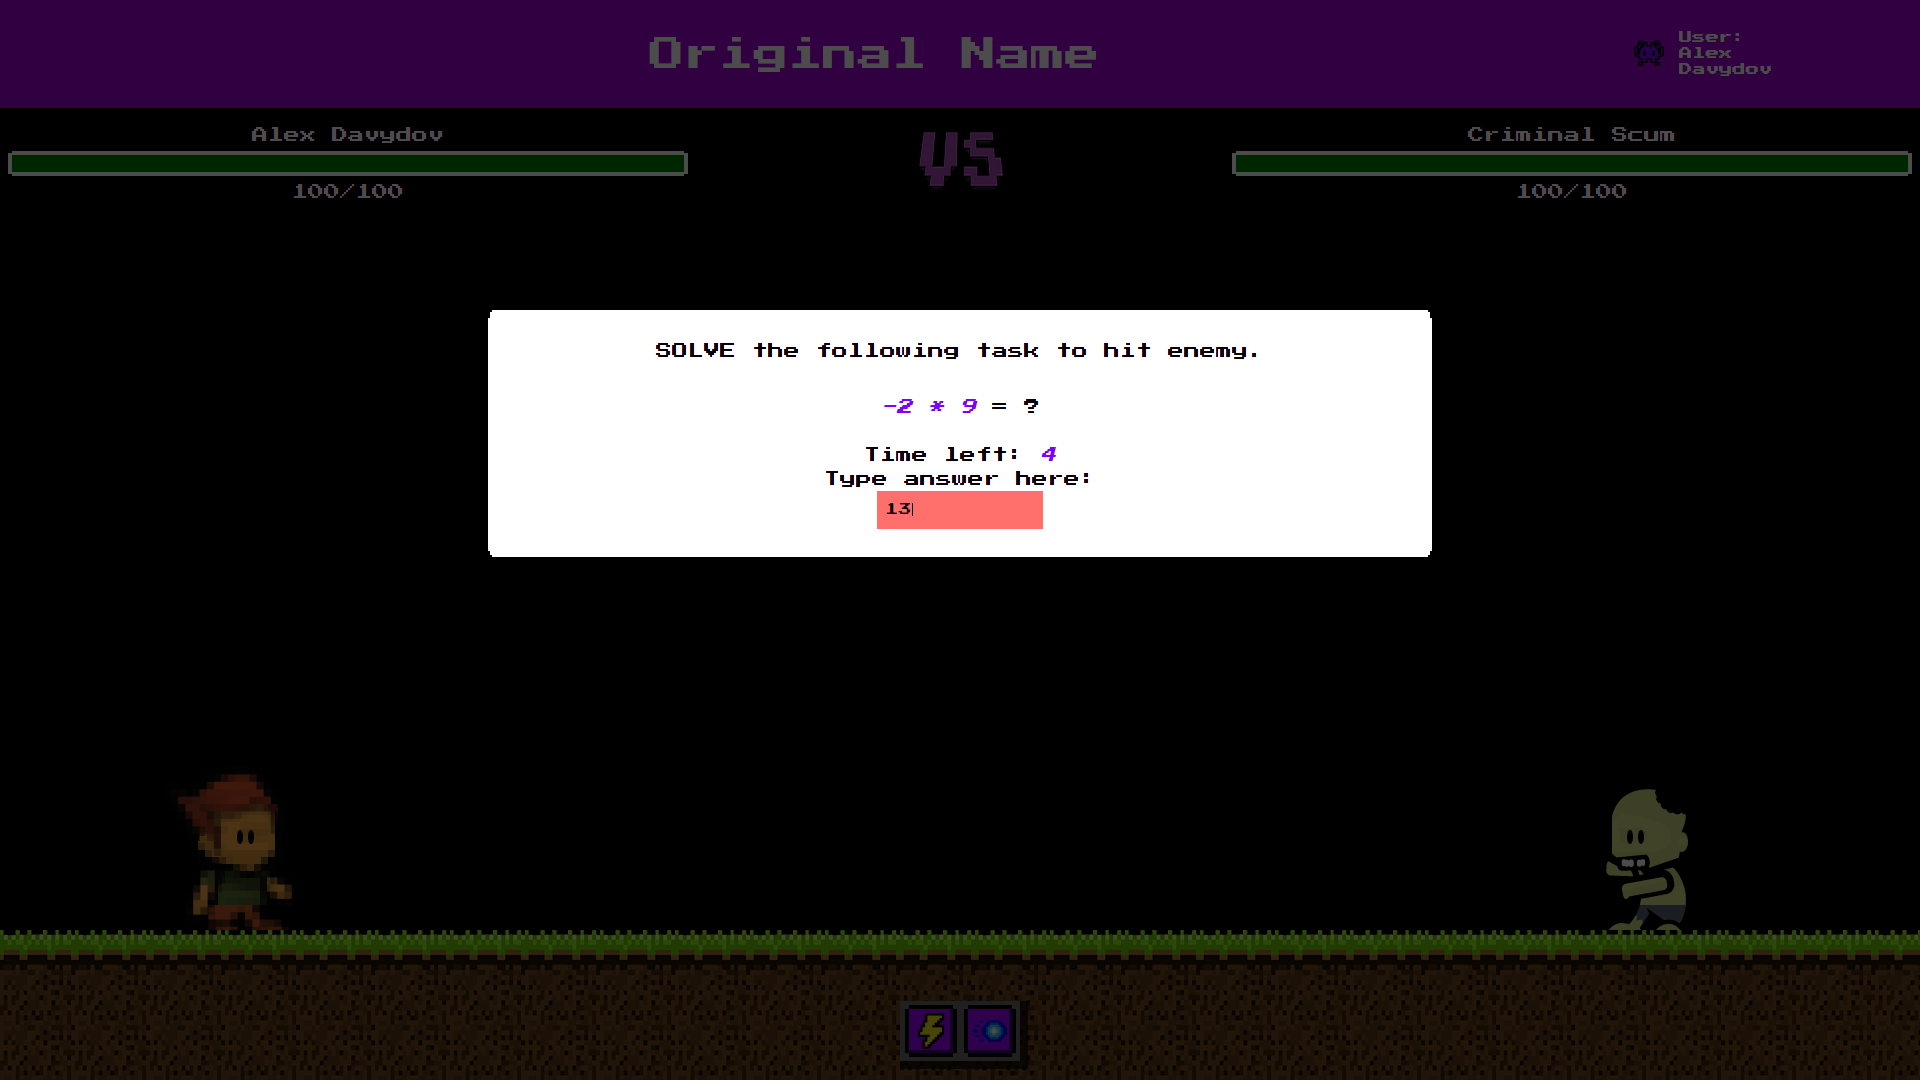 Original Name
User:
Alex
Davydov
Alex Davydov
VS
Criminal Scum
100/100
100/100
SOLVE the following task to hit enemy.
-2 * 9 = ?
Time left: 4
Type answer here:
13